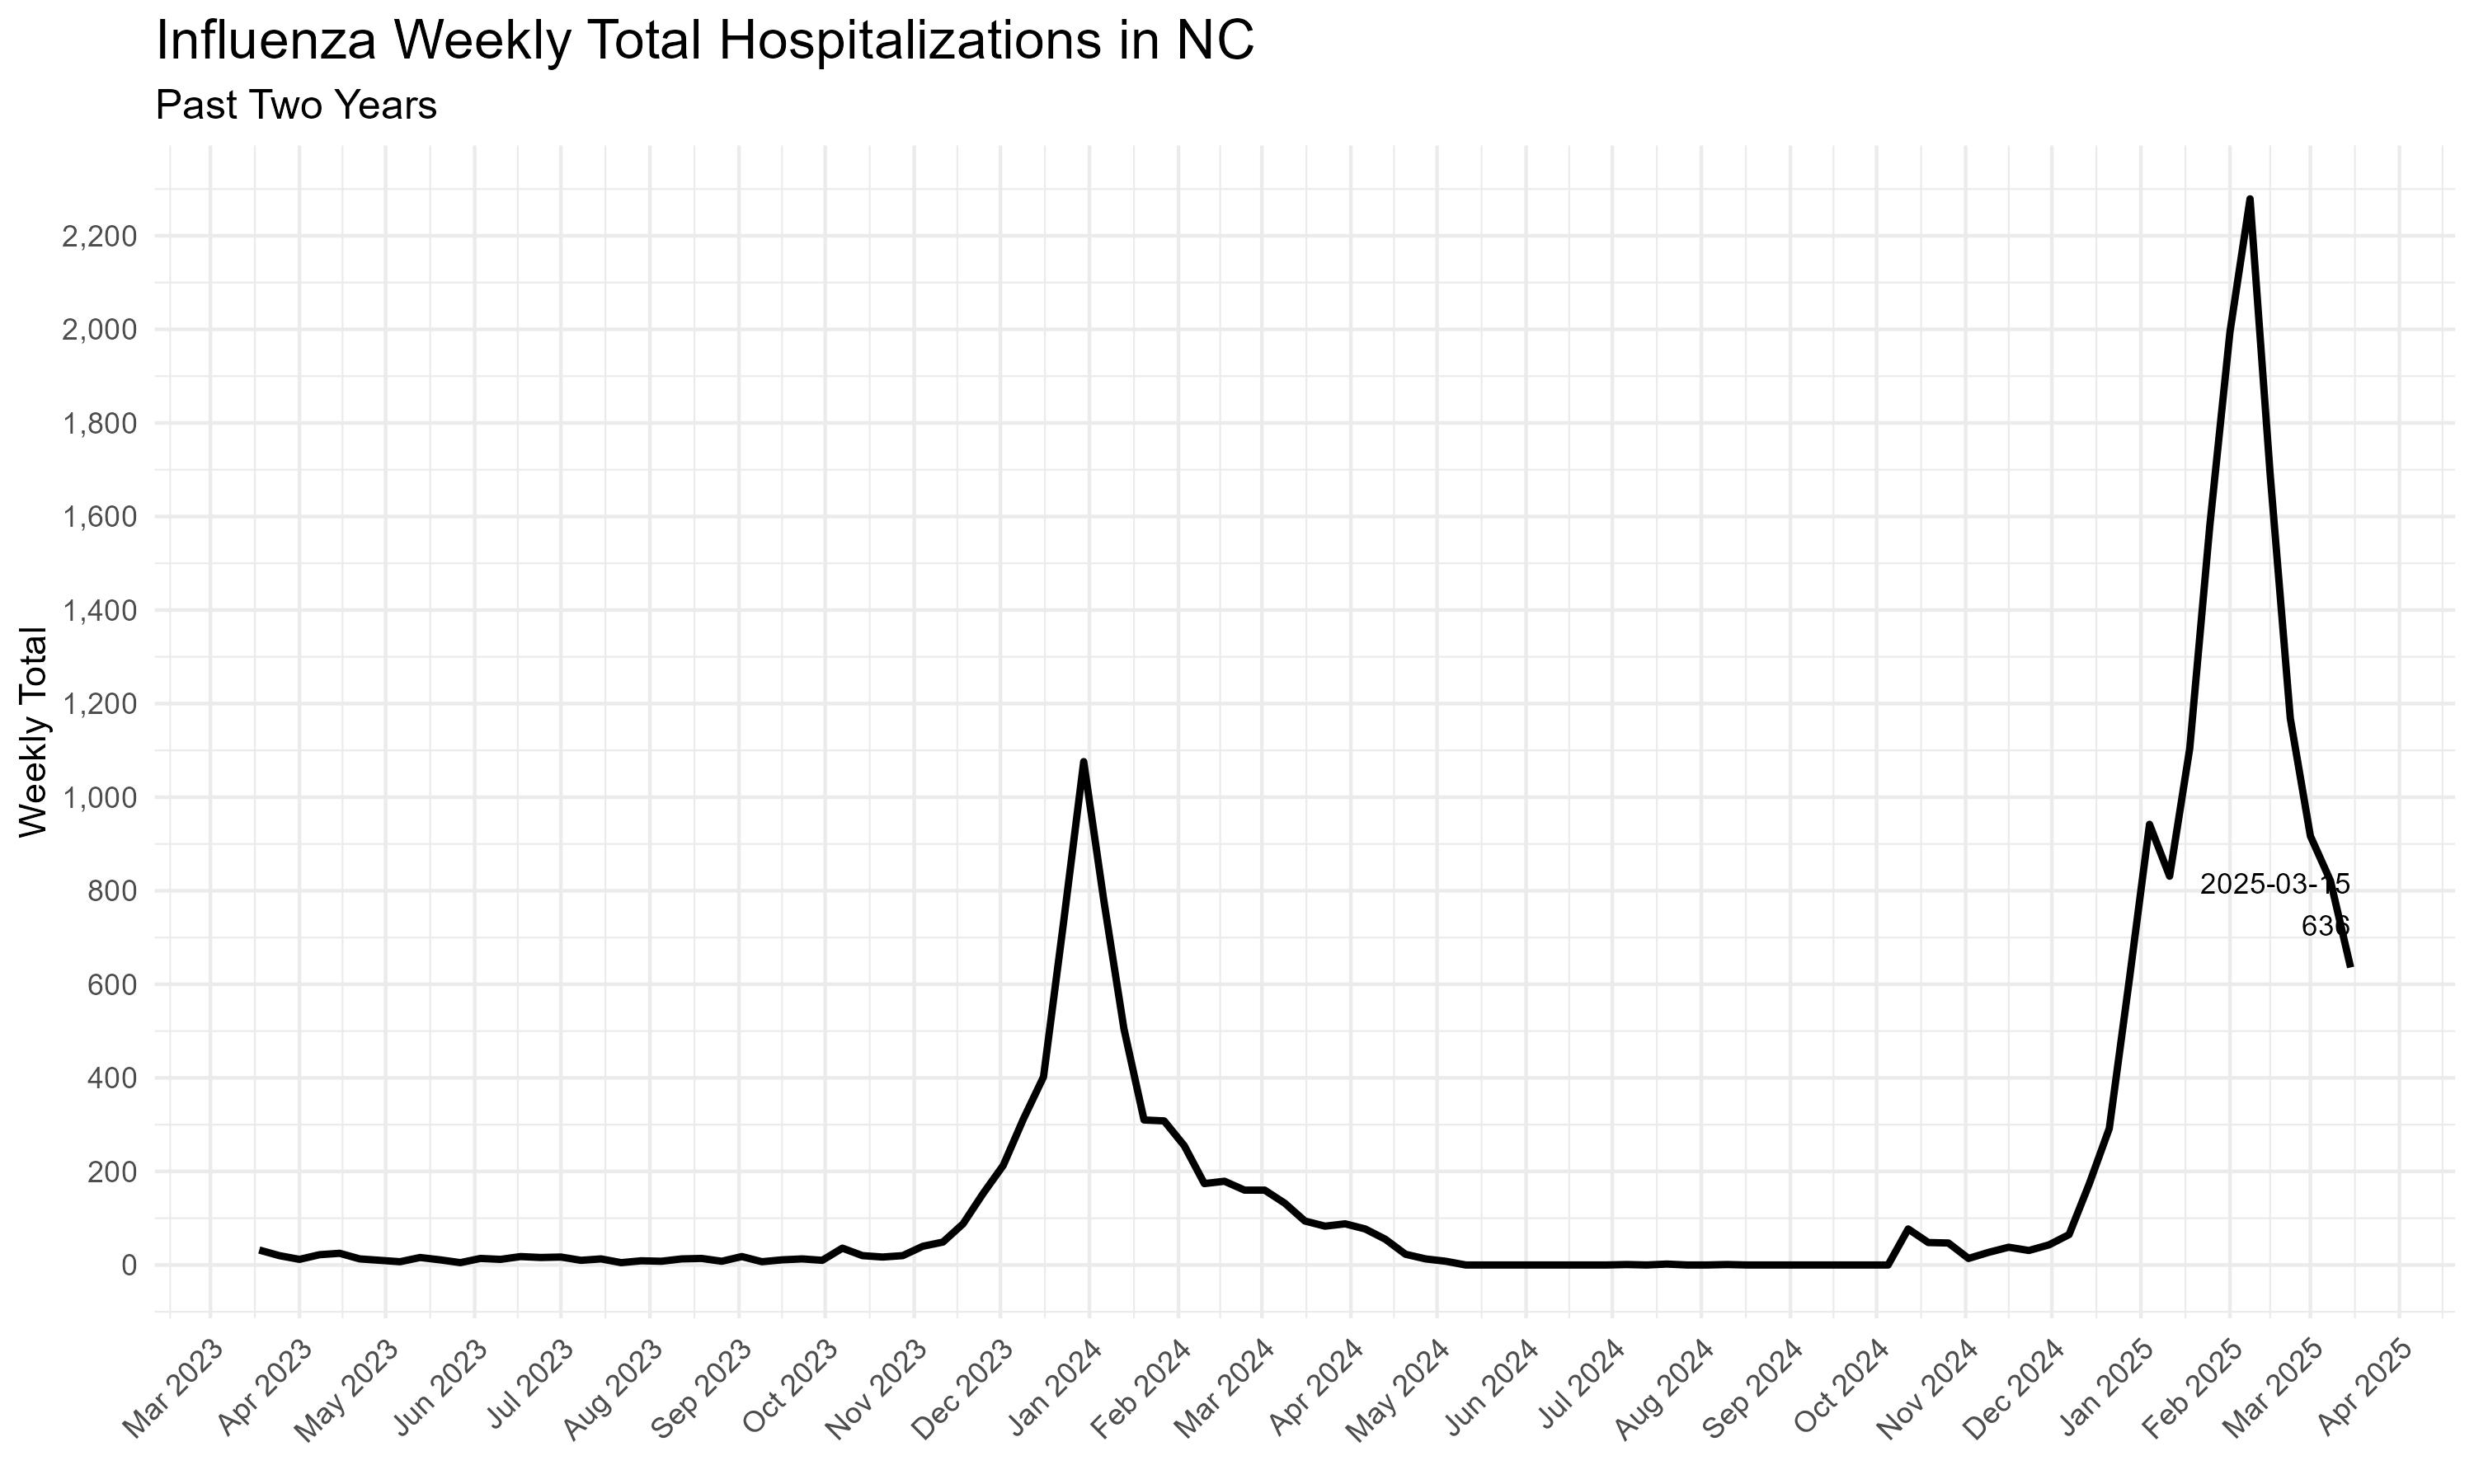 Influenza Weekly Total Hospitalizations in NC
Past Two Years
Weekly Total
2,200
2,000
1,800
1,600
1,400
1,200
1,000
800
600
400
200
0
2025-03-15
636
Mar 2023
Apr 2023
May 2023
Jun 2023
Jul 2023
Aug 2023
Sep 2023
Oct 2023
Nov 2023
Dec 2023
Jan 2024
Feb 2024
Mar 2024
Apr 2024
May 2024
Jun 2024
Jul 2024
Aug 2024
Sep 2024
Oct 2024
Nov 2024
Dec 2024
Jan 2025
Feb 2025
Mar 2025
Apr 2025